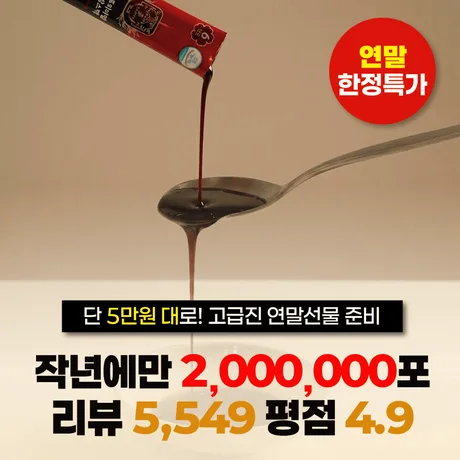 연말
한정특가
단 5만원 대로! 고급진 연말선물 준비
작년에만 2,000,000포
리뷰 5,549 평점 4.9